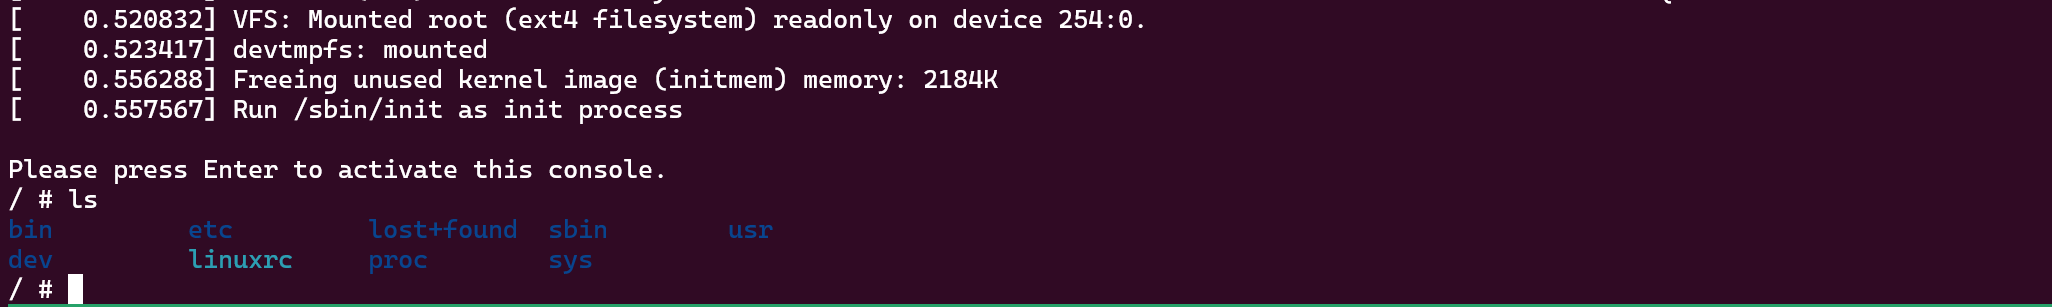 [    0.520832] VFS: Mounted root (ext4 filesystem) readonly on device 254:0.
[    0.523417] devtmpfs: mounted
[    0.556288] Freeing unused kernel image (initmem) memory: 2184K
[    0.557567] Run /sbin/init as init process

Please press Enter to activate this console.
/ # ls
bin         etc         lost+found  sbin        usr
dev         linuxrc     proc        sys
/ #